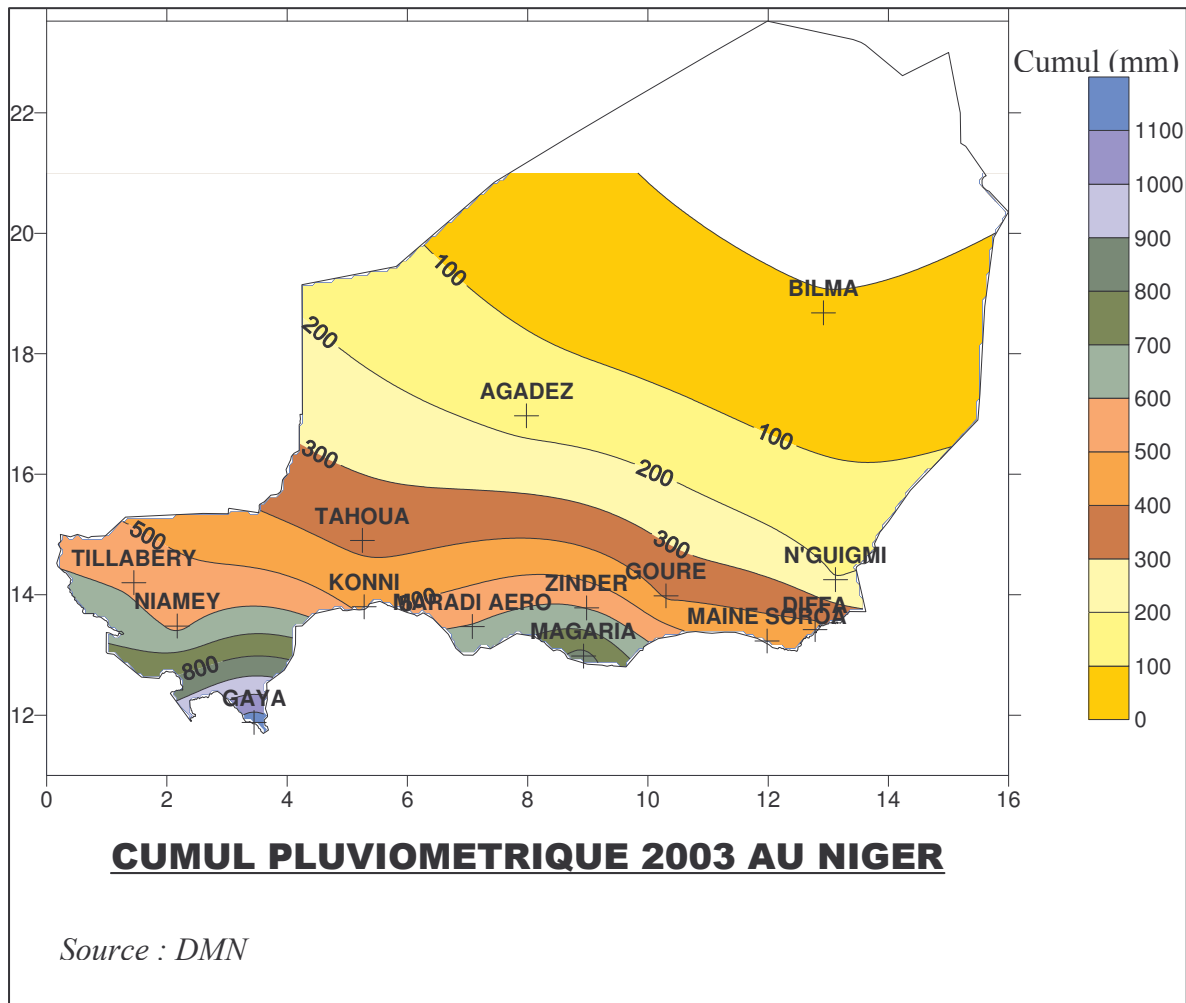 Cumul (mm)
22
20
18
16
14
12
0
2
4
6
8
10
12
14
16
1100
1000
900
800
700
600
500
400
300
200
100
0
100
BILMA
200
AGADEZ
100
300
200
TAHOUA
500
300
N'GUIGMI
TILLABERY
KONNI
ZINDER
GOURE
NIAMEY
MARADI AERO
DIFFA
MAINE SOROA
MAGARIA
800
GAYA
CUMUL PLUVIOMETRIQUE 2003 AU NIGER
Source : DMN